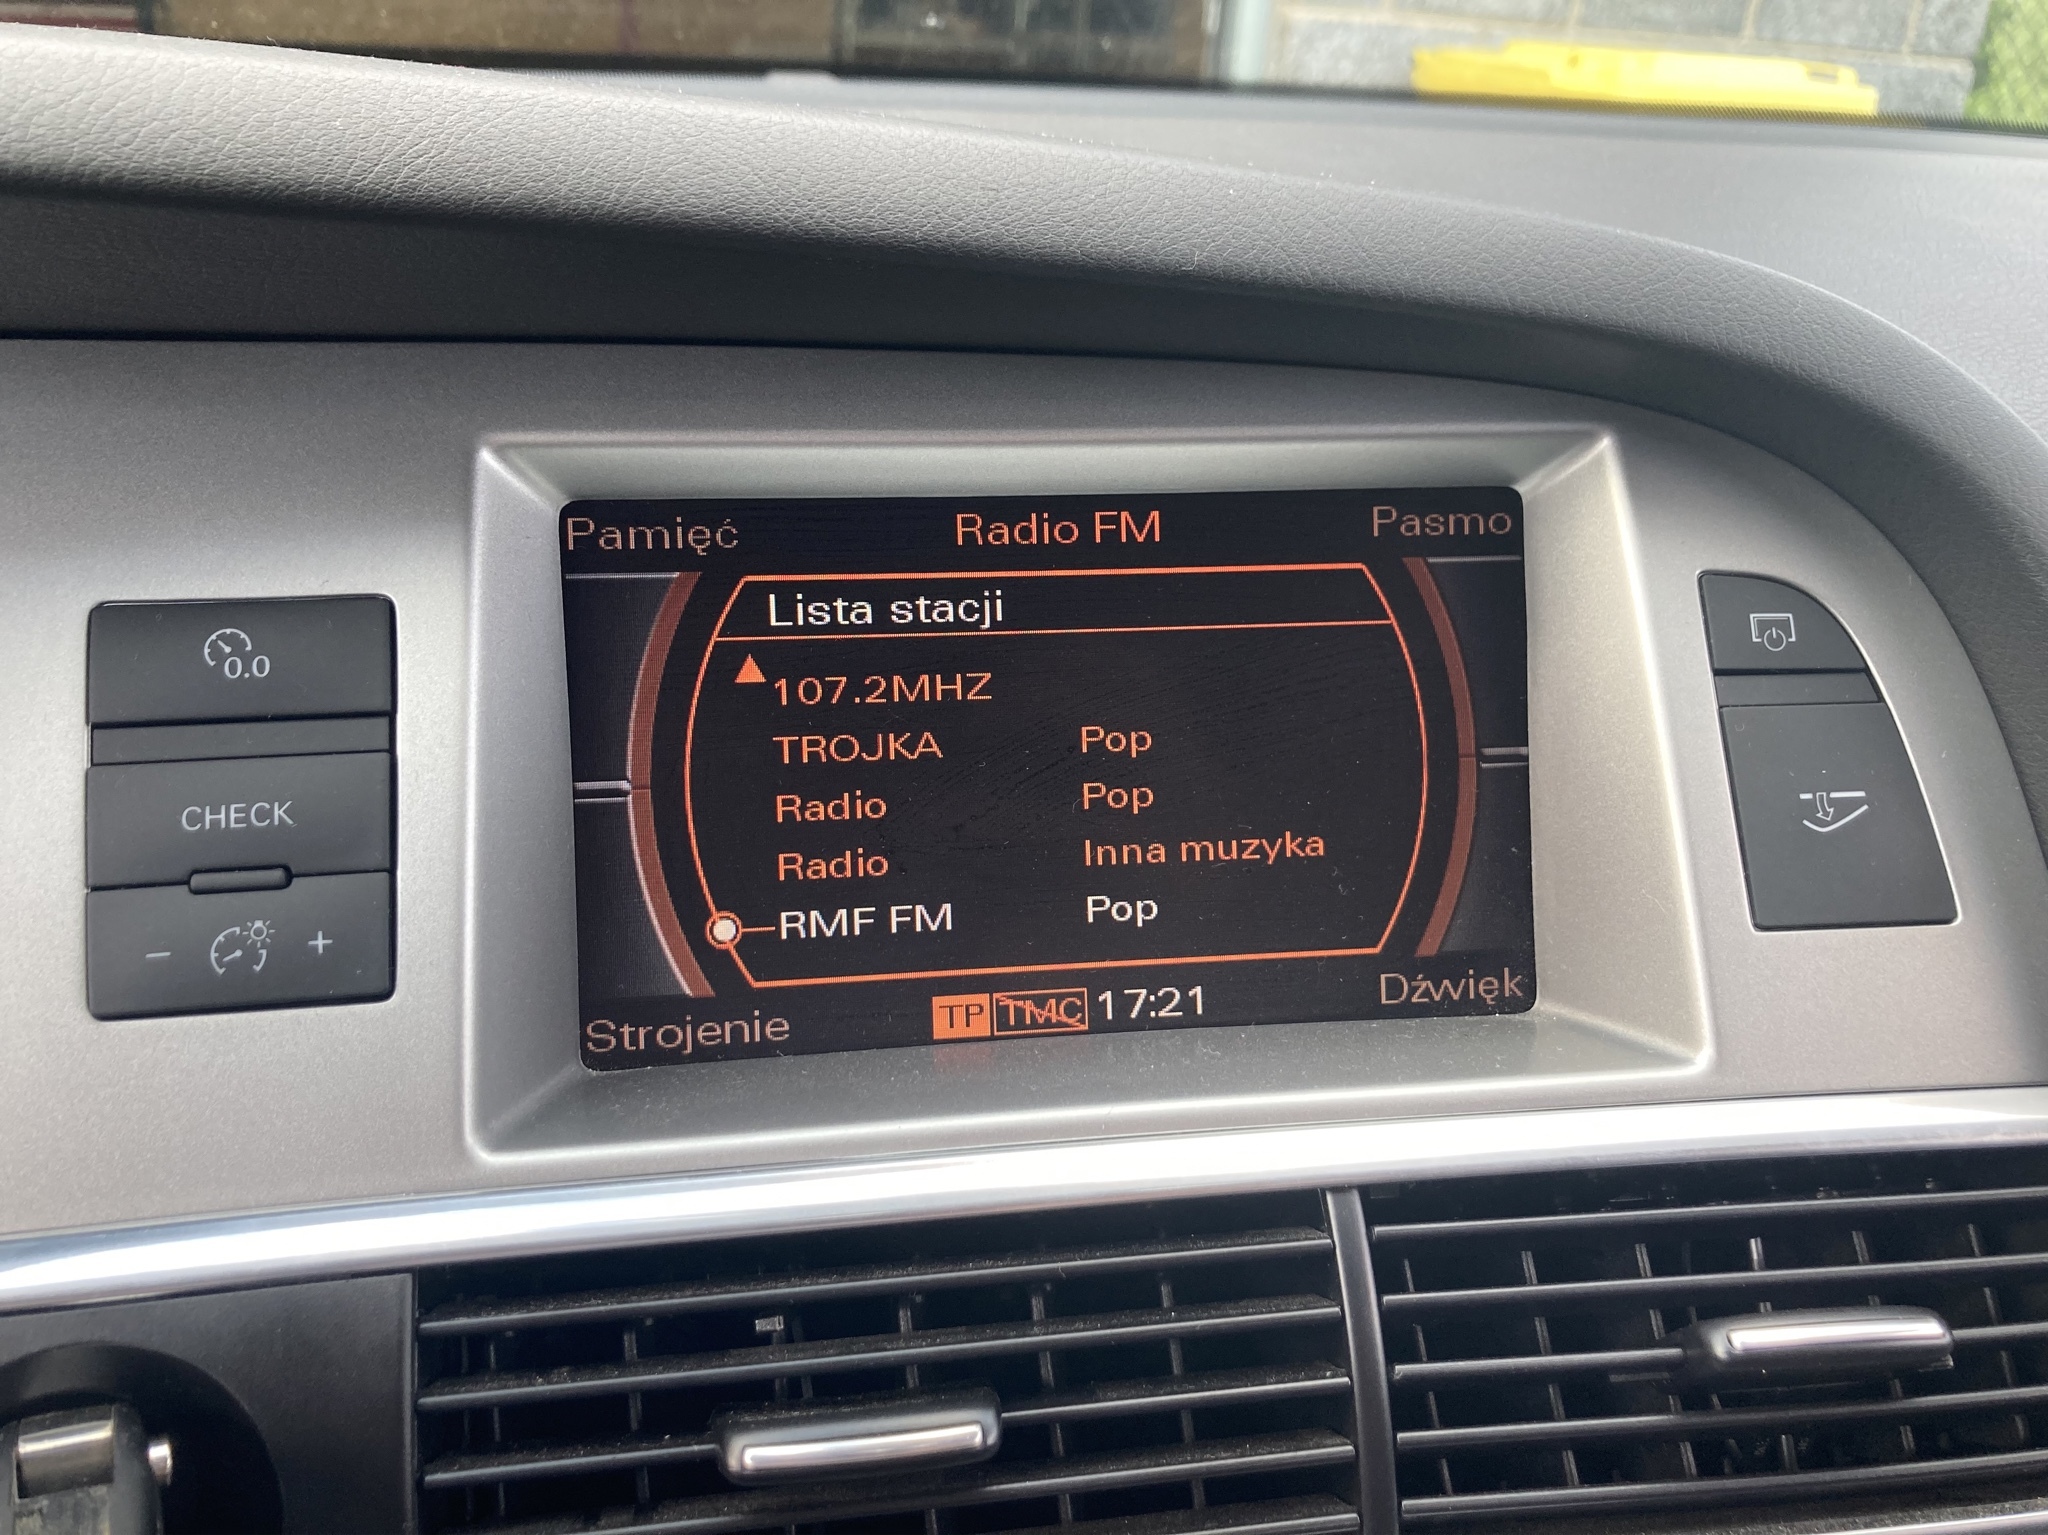 Pamięć Radio FM Pasmo
Lista stacji
107.2MHZ
TROJKA Pop
Radio Pop
Radio Inna muzyka
RMF FM Pop
Strojenie TP TMC 17:21 Dźwięk
0.0
CHECK
- +